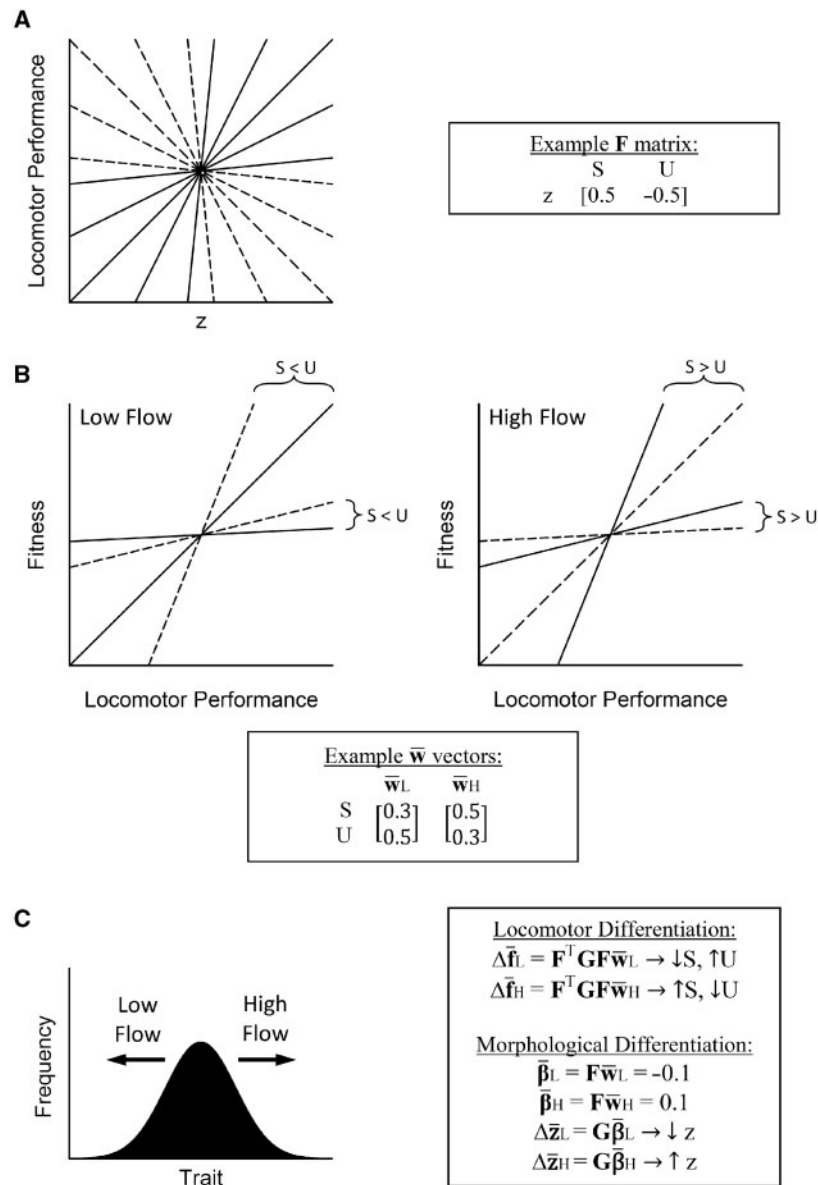 A
Locomotor Performance
z
Example F matrix:
S U
z [0.5 -0.5]
B
Low Flow
S < U
S < U
Fitness
Locomotor Performance
High Flow
S > U
S > U
Fitness
Locomotor Performance
Example w̄ vectors:
w̄L w̄H
S [0.3 [0.5
U 0.5] 0.3]
C
Low Flow
High Flow
Frequency
Trait
Locomotor Differentiation:
Δf̄L = FᵀGFw̄L → ↓S, ↑U
Δf̄H = FᵀGFw̄H → ↑S, ↓U
Morphological Differentiation:
β̄L = Fw̄L = -0.1
β̄H = Fw̄H = 0.1
Δz̄L = Gβ̄L → ↓ z
Δz̄H = Gβ̄H → ↑ z